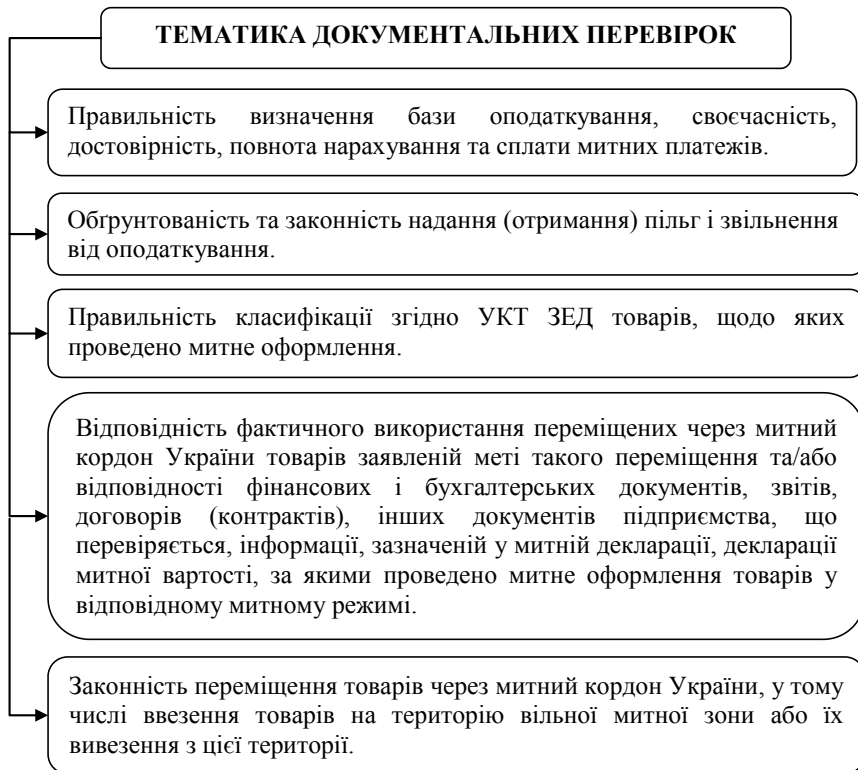 ТЕМАТИКА ДОКУМЕНТАЛЬНИХ ПЕРЕВІРОК
Правильність визначення бази оподаткування, своєчасність,
достовірність, повнота нарахування та сплати митних платежів.
Обґрунтованість та законність надання (отримання) пільг і звільнення
від оподаткування.
Правильність класифікації згідно УКТ ЗЕД товарів, щодо яких
проведено митне оформлення.
Відповідність фактичного використання переміщених через митний
кордон України товарів заявленій меті такого переміщення та/або
відповідності фінансових і бухгалтерських документів, звітів,
договорів (контрактів), інших документів підприємства, що
перевіряється, інформації, зазначеній у митній декларації, декларації
митної вартості, за якими проведено митне оформлення товарів у
відповідному митному режимі.
Законність переміщення товарів через митний кордон України, у тому
числі ввезення товарів на територію вільної митної зони або їх
вивезення з цієї території.